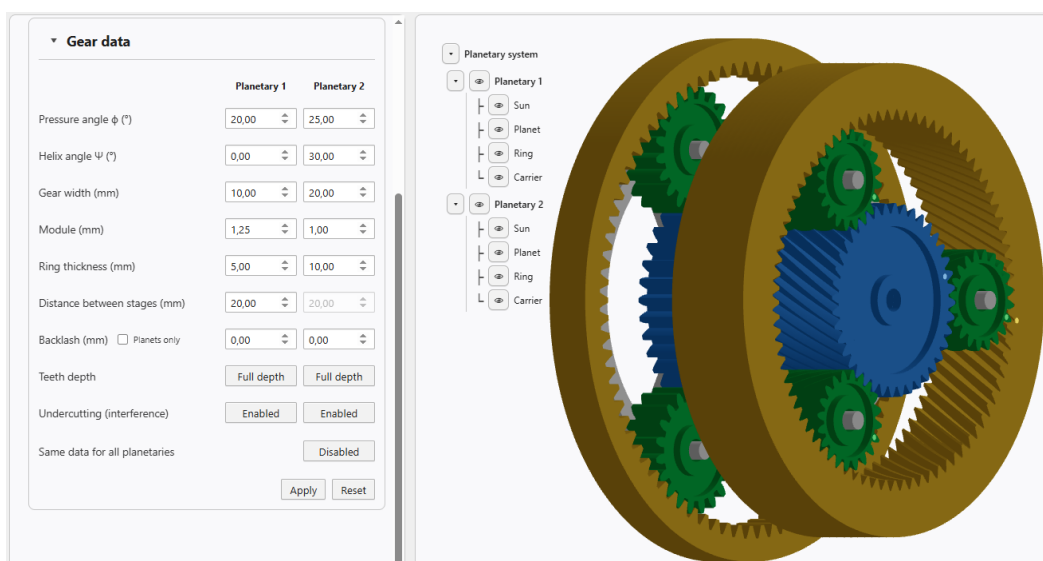 Gear data
Planetary 1 Planetary 2
Pressure angle ϕ (°) 20,00 25,00
Helix angle Ψ (°) 0,00 30,00
Gear width (mm) 10,00 20,00
Module (mm) 1,25 1,00
Ring thickness (mm) 5,00 10,00
Distance between stages (mm) 20,00 20,00
Backlash (mm) Planets only 0,00 0,00
Teeth depth Full depth Full depth
Undercutting (interference) Enabled Enabled
Same data for all planetaries Disabled
Apply Reset
Planetary system
Planetary 1
Sun
Planet
Ring
Carrier
Planetary 2
Sun
Planet
Ring
Carrier